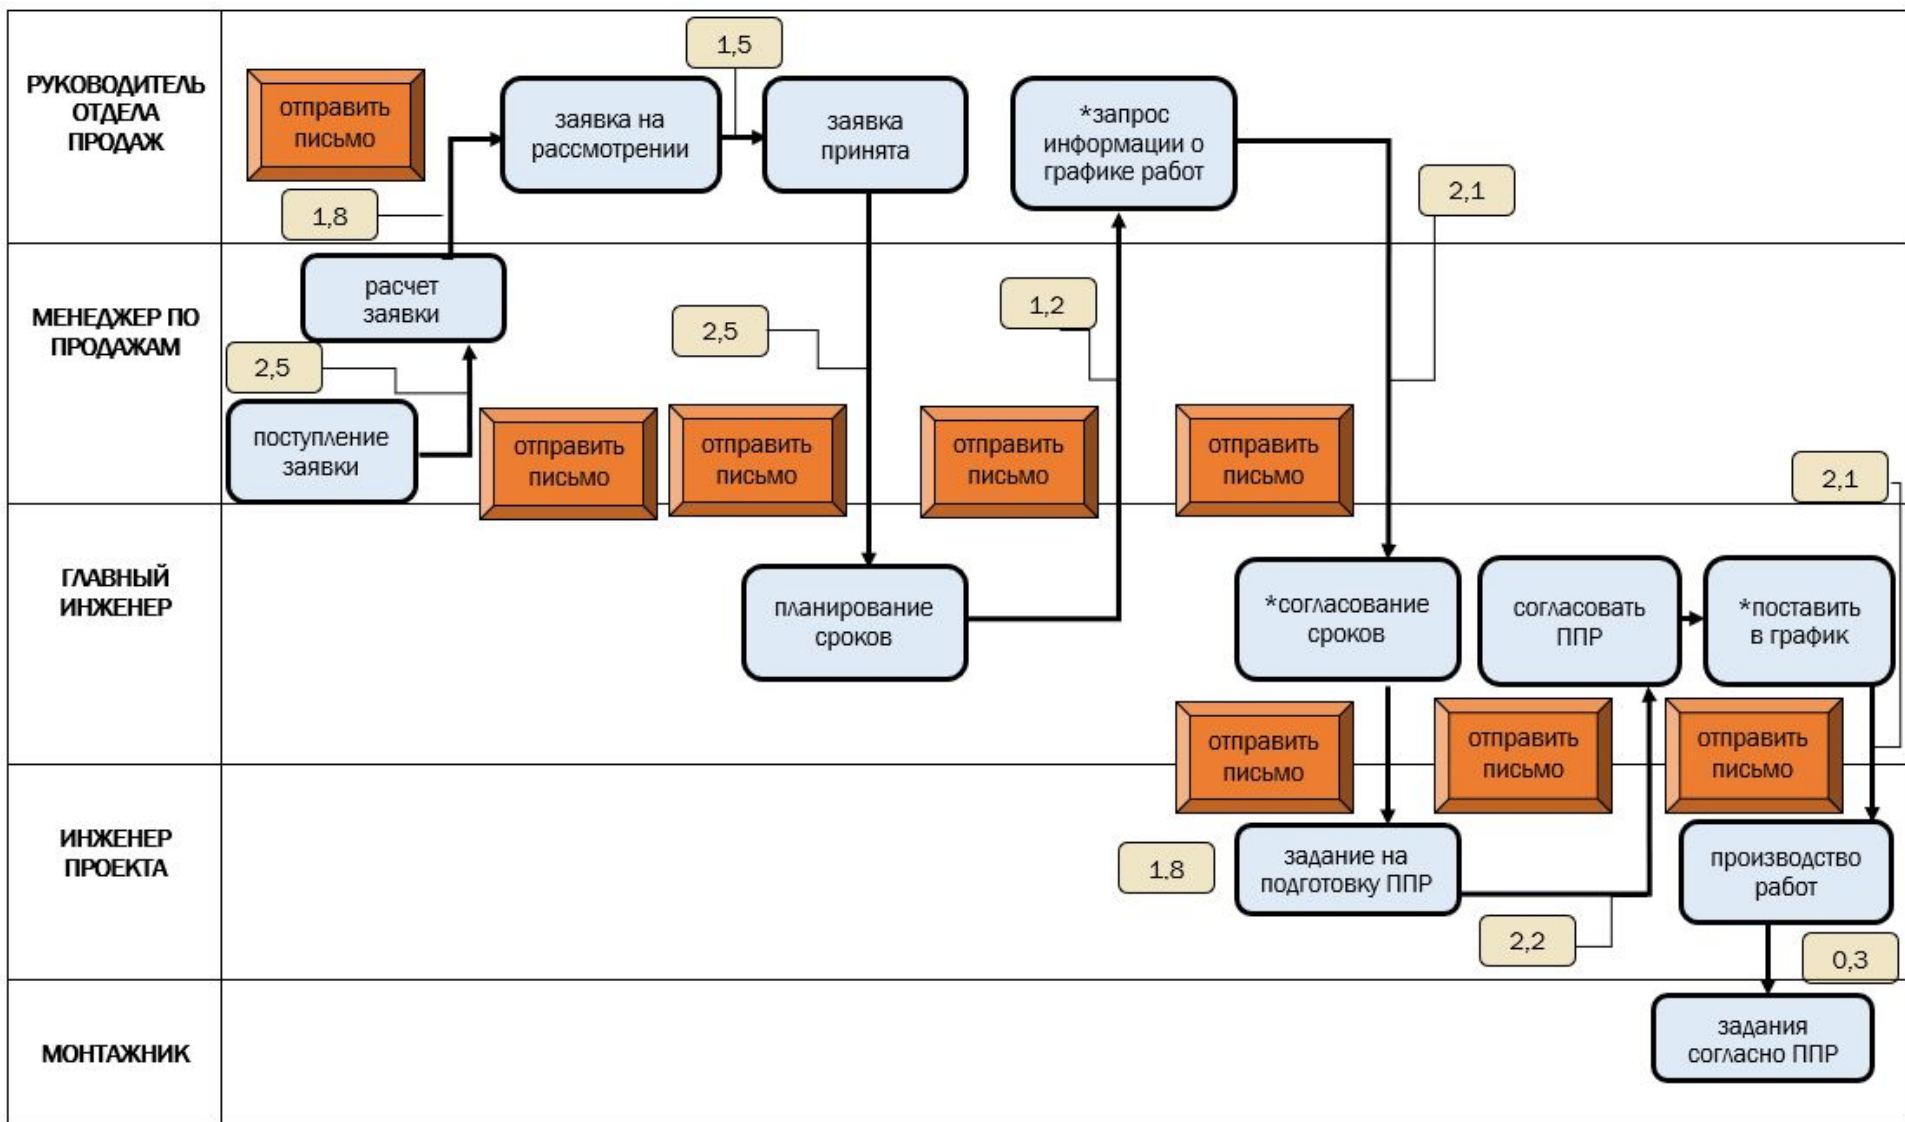 РУКОВОДИТЕЛЬ
ОТДЕЛА
ПРОДАЖ
отправить
письмо
1,8
заявка на
рассмотрении
1,5
заявка
принята
*запрос
информации о
графике работ
2,1
МЕНЕДЖЕР ПО
ПРОДАЖАМ
расчет
заявки
2,5
поступление
заявки
отправить
письмо
2,5
отправить
письмо
1,2
отправить
письмо
отправить
письмо
2,1
ГЛАВНЫЙ
ИНЖЕНЕР
планирование
сроков
*согласование
сроков
согласовать
ППР
*поставить
в график
отправить
письмо
отправить
письмо
отправить
письмо
ИНЖЕНЕР
ПРОЕКТА
1,8
задание на
подготовку ППР
2,2
производство
работ
0,3
МОНТАЖНИК
задания
согласно ППР